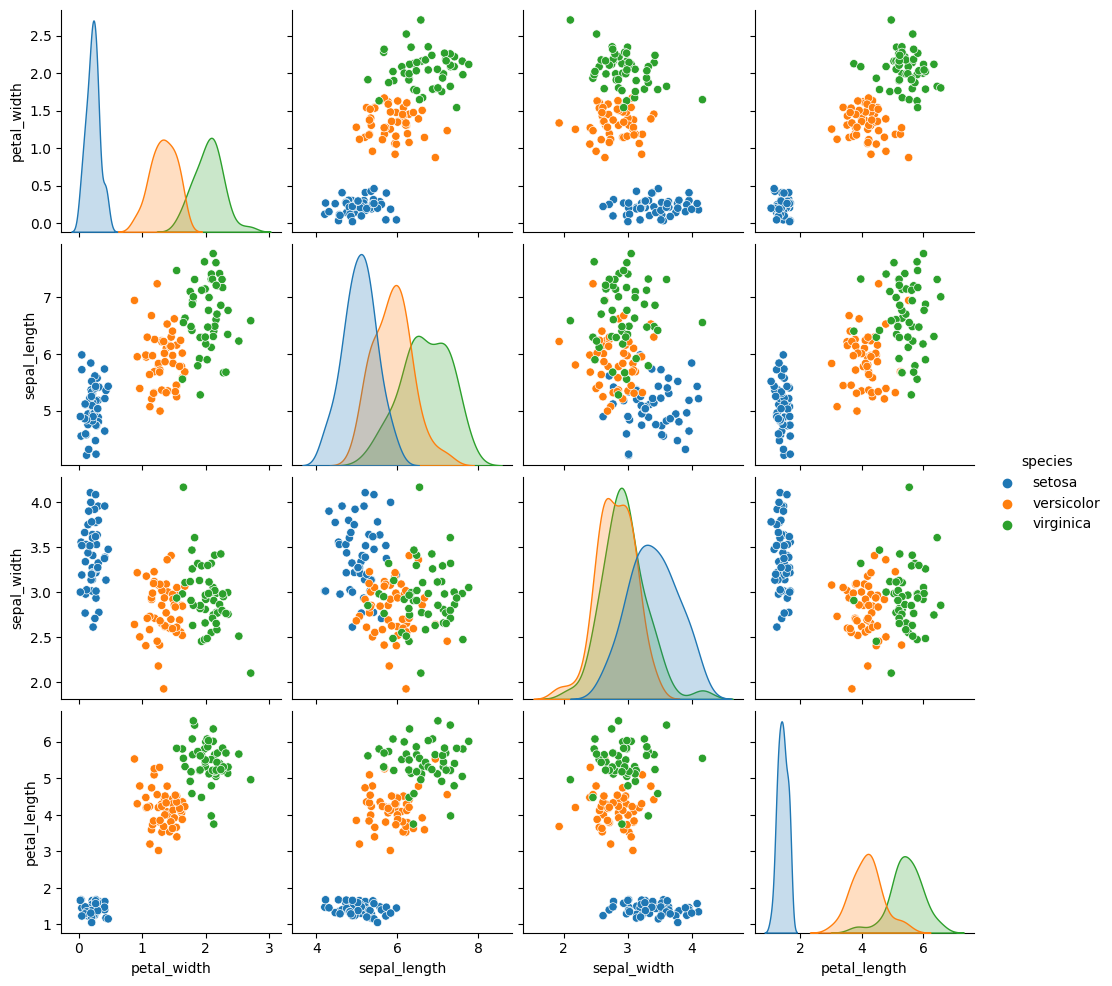 petal_width
2.5
2.0
1.5
1.0
0.5
0.0
sepal_length
7
6
5
sepal_width
4.0
3.5
3.0
2.5
2.0
petal_length
6
5
4
3
2
1
0 1 2 3
petal_width
4 6 8
sepal_length
2 3 4
sepal_width
2 4 6
petal_length
species
setosa
versicolor
virginica